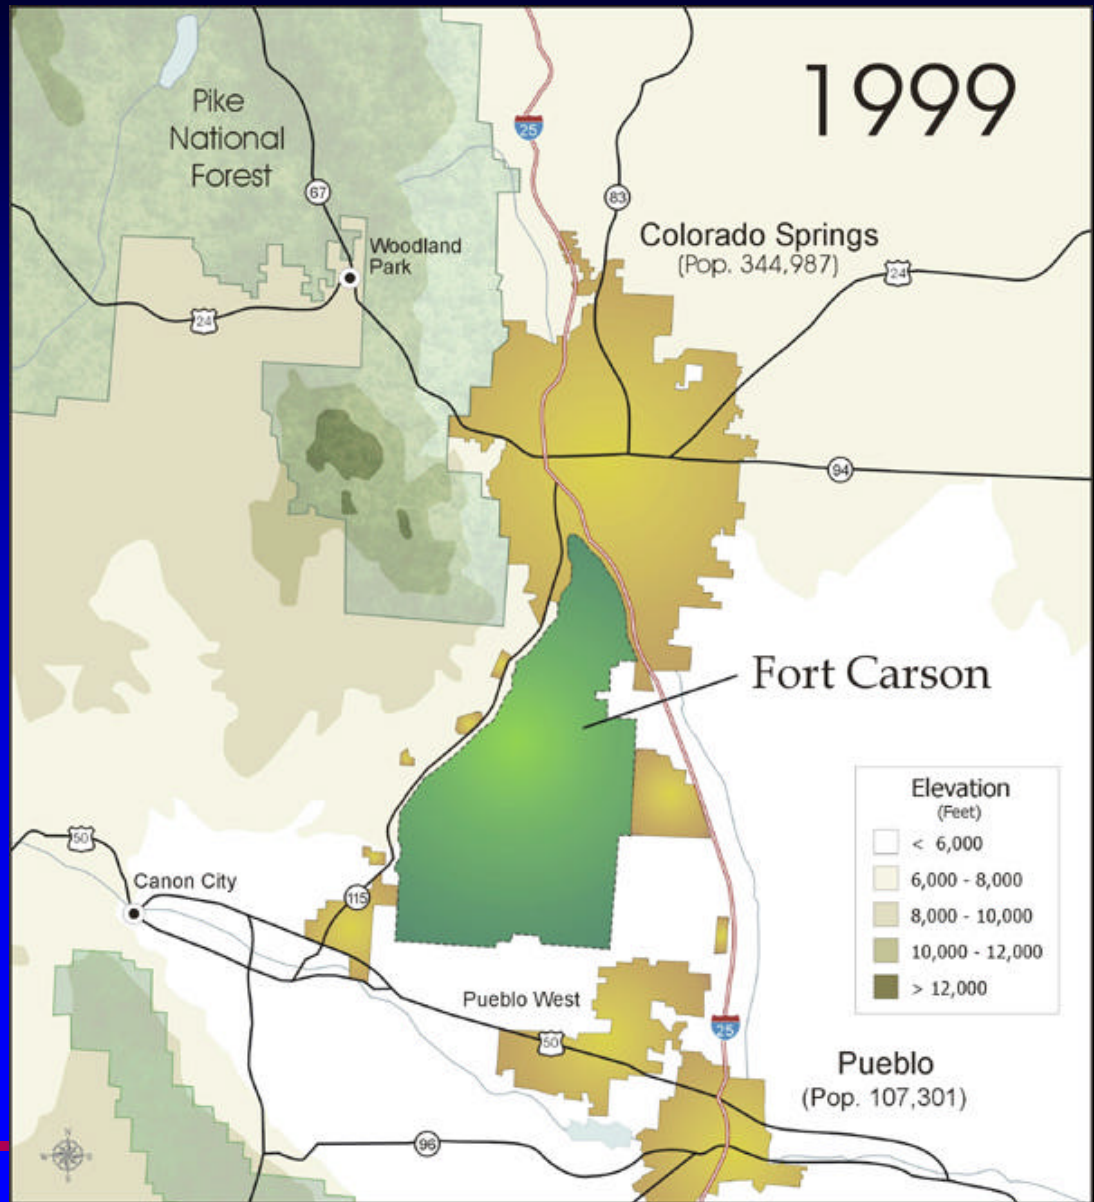 1999
Pike
National
Forest
25
67
83
Colorado Springs
(Pop. 344,987)
Woodland
Park
24
24
94
Fort Carson
Elevation
(Feet)
< 6,000
6,000 - 8,000
8,000 - 10,000
10,000 - 12,000
> 12,000
50
Canon City
115
Pueblo West
50
25
Pueblo
(Pop. 107,301)
96
N
W E
S